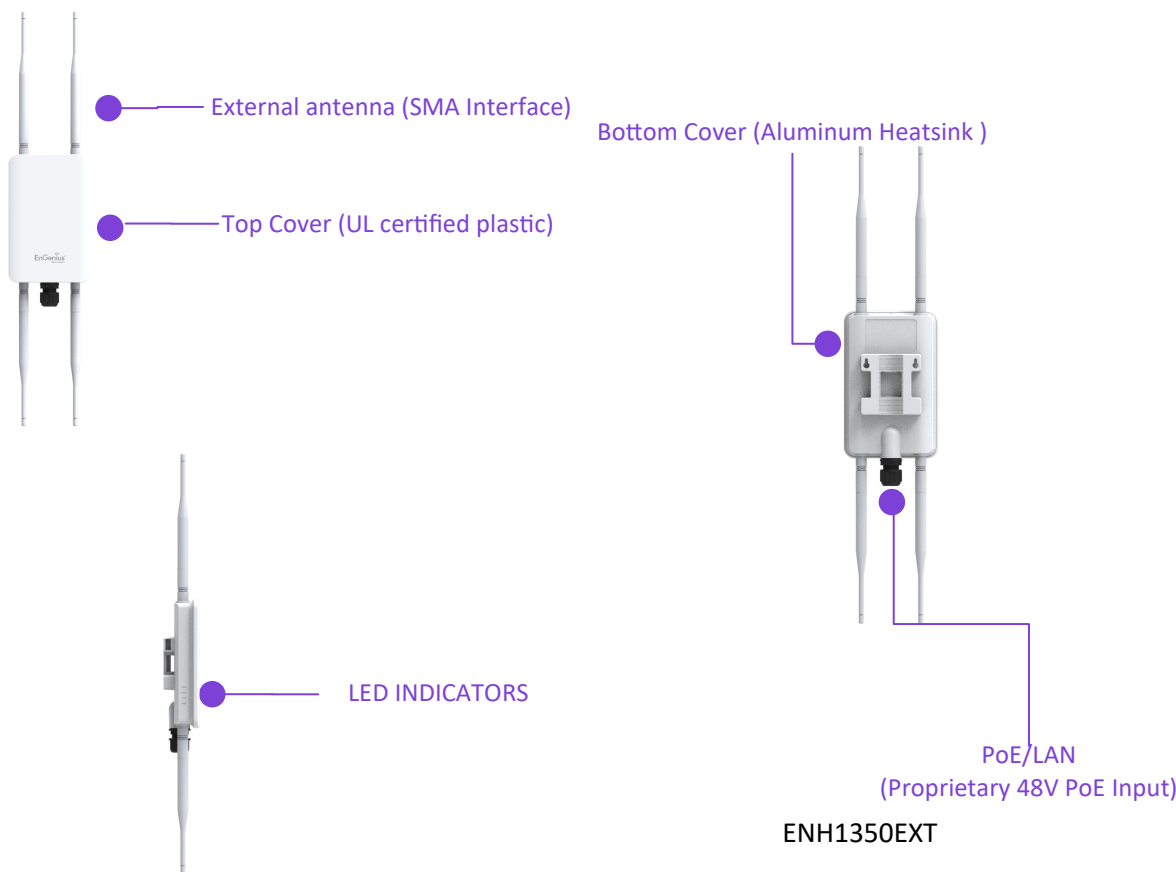 External antenna (SMA Interface)
Bottom Cover (Aluminum Heatsink )
Top Cover (UL certified plastic)
EnGenius
LED INDICATORS
PoE/LAN
(Proprietary 48V PoE Input)
ENH1350EXT